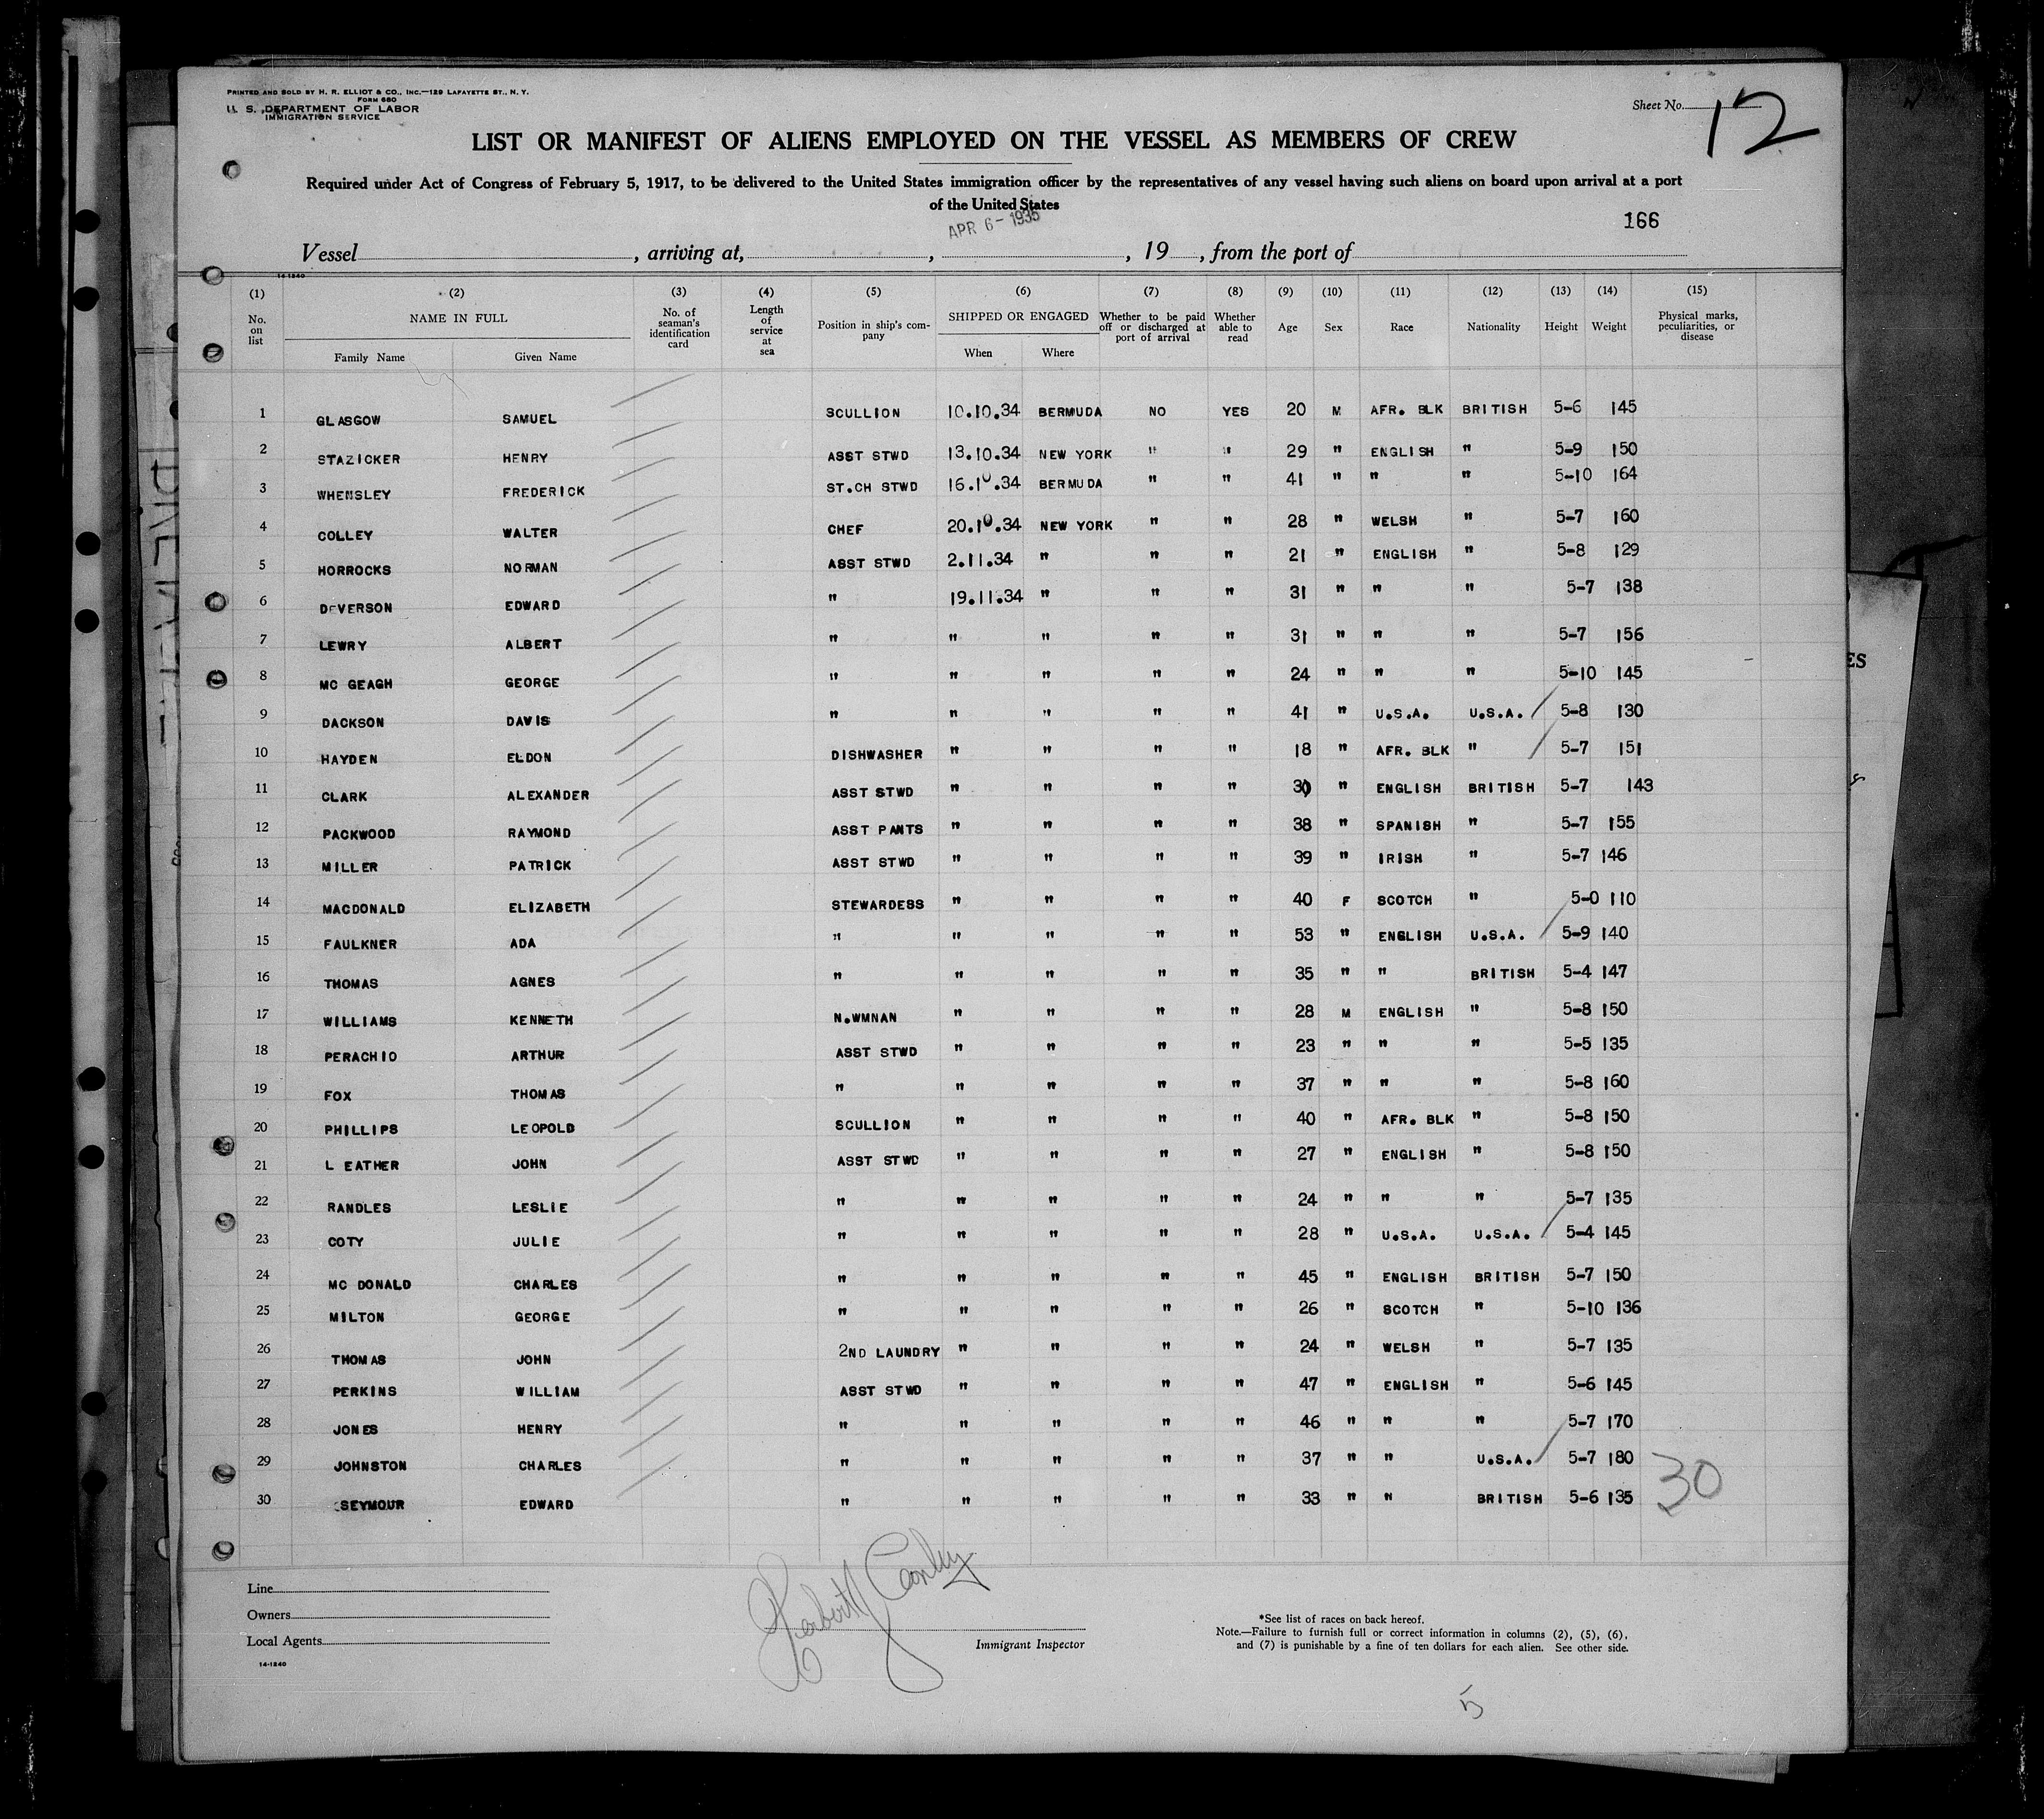 PRINTED AND SOLD BY H. R. ELLIOT & CO., INC.—129 LAFAYETTE ST., N. Y.
FORM 680
U. S. DEPARTMENT OF LABOR
IMMIGRATION SERVICE
Sheet No. 12
LIST OR MANIFEST OF ALIENS EMPLOYED ON THE VESSEL AS MEMBERS OF CREW
Required under Act of Congress of February 5, 1917, to be delivered to the United States immigration officer by the representatives of any vessel having such aliens on board upon arrival at a port
of the United States
APR 6 - 1935
166
Vessel , arriving at, , , 19 , from the port of
14-1240
(1) (2) (3) (4) (5) (6) (7) (8) (9) (10) (11) (12) (13) (14) (15)
No. on list NAME IN FULL Family Name Given Name No. of seaman's identification card Length of service at sea Position in ship's company SHIPPED OR ENGAGED When Where Whether to be paid off or discharged at port of arrival Whether able to read Age Sex Race Nationality Height Weight Physical marks, peculiarities, or disease
1 GLASGOW SAMUEL SCULLION 10.10.34 BERMUDA NO YES 20 M AFR. BLK BRITISH 5-6 145
2 STAZICKER HENRY ASST STWD 13.10.34 NEW YORK " " 29 " ENGLISH " 5-9 150
3 WHENSLEY FREDERICK ST.CH STWD 16.10.34 BERMUDA " " 41 " " " 5-10 164
4 COLLEY WALTER CHEF 20.10.34 NEW YORK " " 28 " WELSH " 5-7 160
5 HORROCKS NORMAN ASST STWD 2.11.34 " " " 21 " ENGLISH " 5-8 129
6 DEVERSON EDWARD " 19.11.34 " " " 31 " " " 5-7 138
7 LEWRY ALBERT " " " " " 31 " " " 5-7 156
8 MC GEAGH GEORGE " " " " " 24 " " " 5-10 145
9 DACKSON DAVIS " " " " " 41 " U.S.A. U.S.A. 5-8 130
10 HAYDEN ELDON DISHWASHER " " " " 18 " AFR. BLK " 5-7 151
11 CLARK ALEXANDER ASST STWD " " " " 30 " ENGLISH BRITISH 5-7 143
12 PACKWOOD RAYMOND ASST PANTS " " " " 38 " SPANISH " 5-7 155
13 MILLER PATRICK ASST STWD " " " " 39 " IRISH " 5-7 146
14 MACDONALD ELIZABETH STEWARDESS " " " " 40 F SCOTCH " 5-0 110
15 FAULKNER ADA " " " " " 53 " ENGLISH U.S.A. 5-9 140
16 THOMAS AGNES " " " " " 35 " " BRITISH 5-4 147
17 WILLIAMS KENNETH N.WMNAN " " " " 28 M ENGLISH " 5-8 150
18 PERACHIO ARTHUR ASST STWD " " " " 23 " " " 5-5 135
19 FOX THOMAS " " " " " 37 " " " 5-8 160
20 PHILLIPS LEOPOLD SCULLION " " " " 40 " AFR. BLK " 5-8 150
21 L EATHER JOHN ASST STWD " " " " 27 " ENGLISH " 5-8 150
22 RANDLES LESLIE " " " " " 24 " " " 5-7 135
23 COTY JULIE " " " " " 28 " U.S.A. U.S.A. 5-4 145
24 MC DONALD CHARLES " " " " " 45 " ENGLISH BRITISH 5-7 150
25 MILTON GEORGE " " " " " 26 " SCOTCH " 5-10 136
26 THOMAS JOHN 2ND LAUNDRY " " " " 24 " WELSH " 5-7 135
27 PERKINS WILLIAM ASST STWD " " " " 47 " ENGLISH " 5-6 145
28 JONES HENRY " " " " " 46 " " " 5-7 170
29 JOHNSTON CHARLES " " " " " 37 " " U.S.A. 5-7 180
30 SEYMOUR EDWARD " " " " " 33 " " BRITISH 5-6 135
30
Line
Owners
Local Agents
14-1240
Immigrant Inspector
*See list of races on back hereof.
Note.—Failure to furnish full or correct information in columns (2), (5), (6),
and (7) is punishable by a fine of ten dollars for each alien. See other side.
5